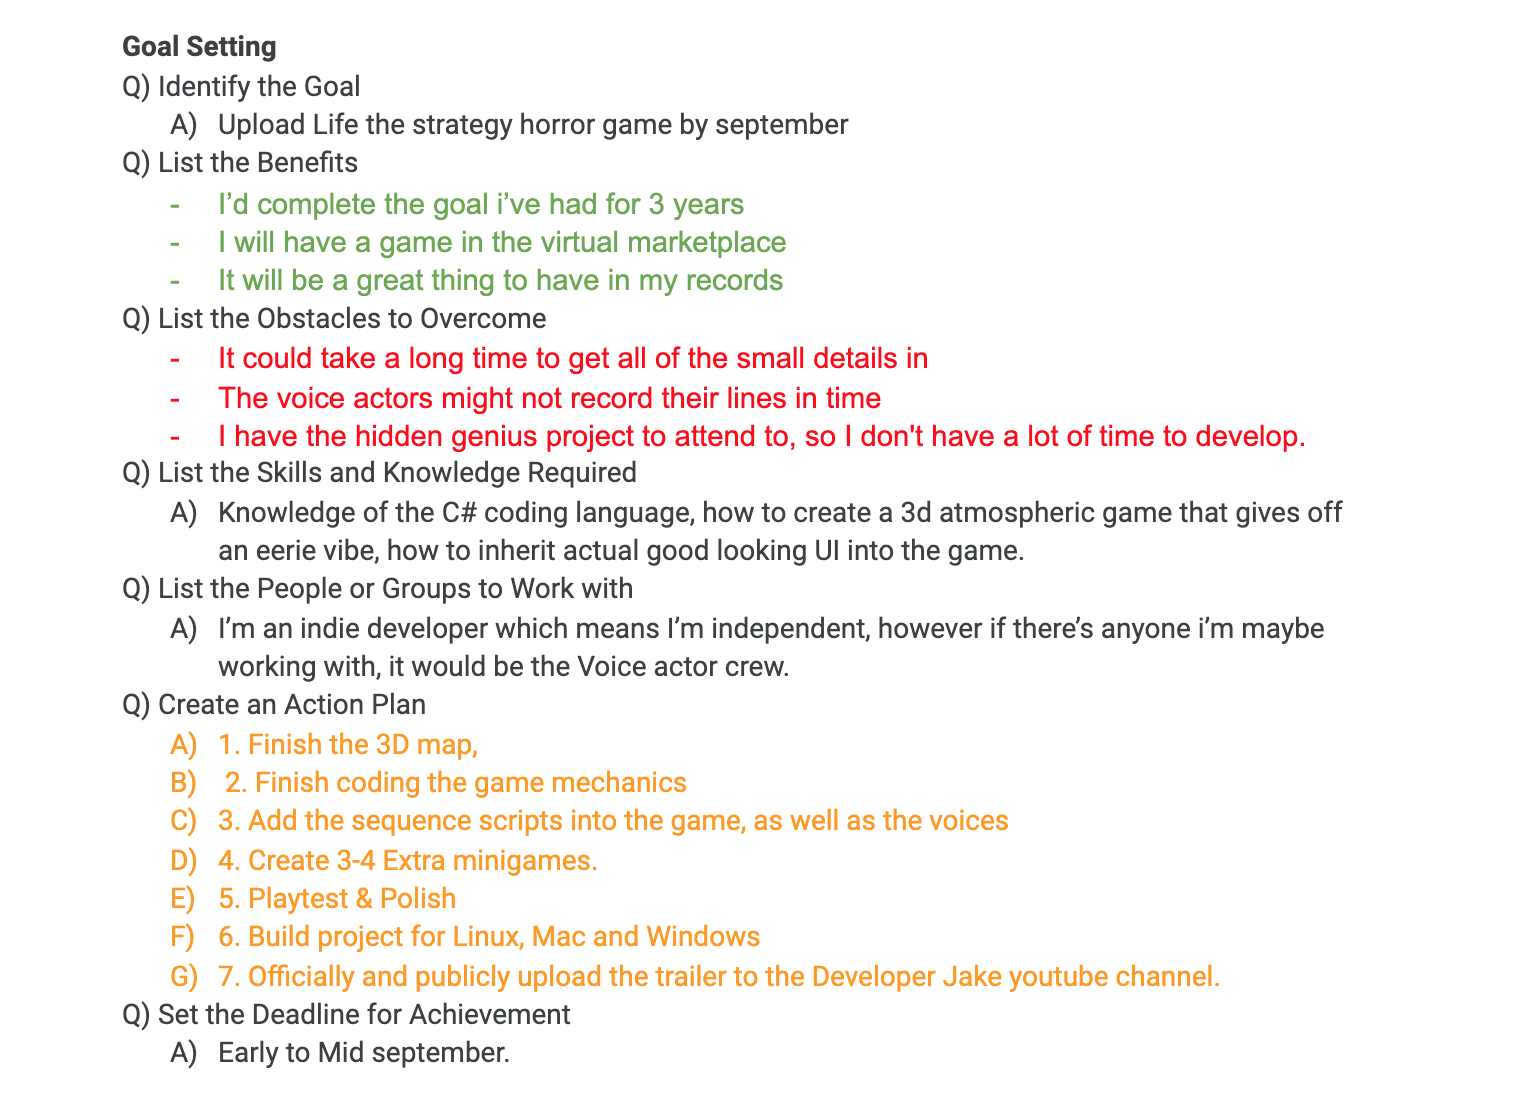 Goal Setting
Q) Identify the Goal
A) Upload Life the strategy horror game by september
Q) List the Benefits
- I’d complete the goal i’ve had for 3 years
- I will have a game in the virtual marketplace
- It will be a great thing to have in my records
Q) List the Obstacles to Overcome
- It could take a long time to get all of the small details in
- The voice actors might not record their lines in time
- I have the hidden genius project to attend to, so I don't have a lot of time to develop.
Q) List the Skills and Knowledge Required
A) Knowledge of the C# coding language, how to create a 3d atmospheric game that gives off
an eerie vibe, how to inherit actual good looking UI into the game.
Q) List the People or Groups to Work with
A) I’m an indie developer which means I’m independent, however if there’s anyone i’m maybe
working with, it would be the Voice actor crew.
Q) Create an Action Plan
A) 1. Finish the 3D map,
B) 2. Finish coding the game mechanics
C) 3. Add the sequence scripts into the game, as well as the voices
D) 4. Create 3-4 Extra minigames.
E) 5. Playtest & Polish
F) 6. Build project for Linux, Mac and Windows
G) 7. Officially and publicly upload the trailer to the Developer Jake youtube channel.
Q) Set the Deadline for Achievement
A) Early to Mid september.